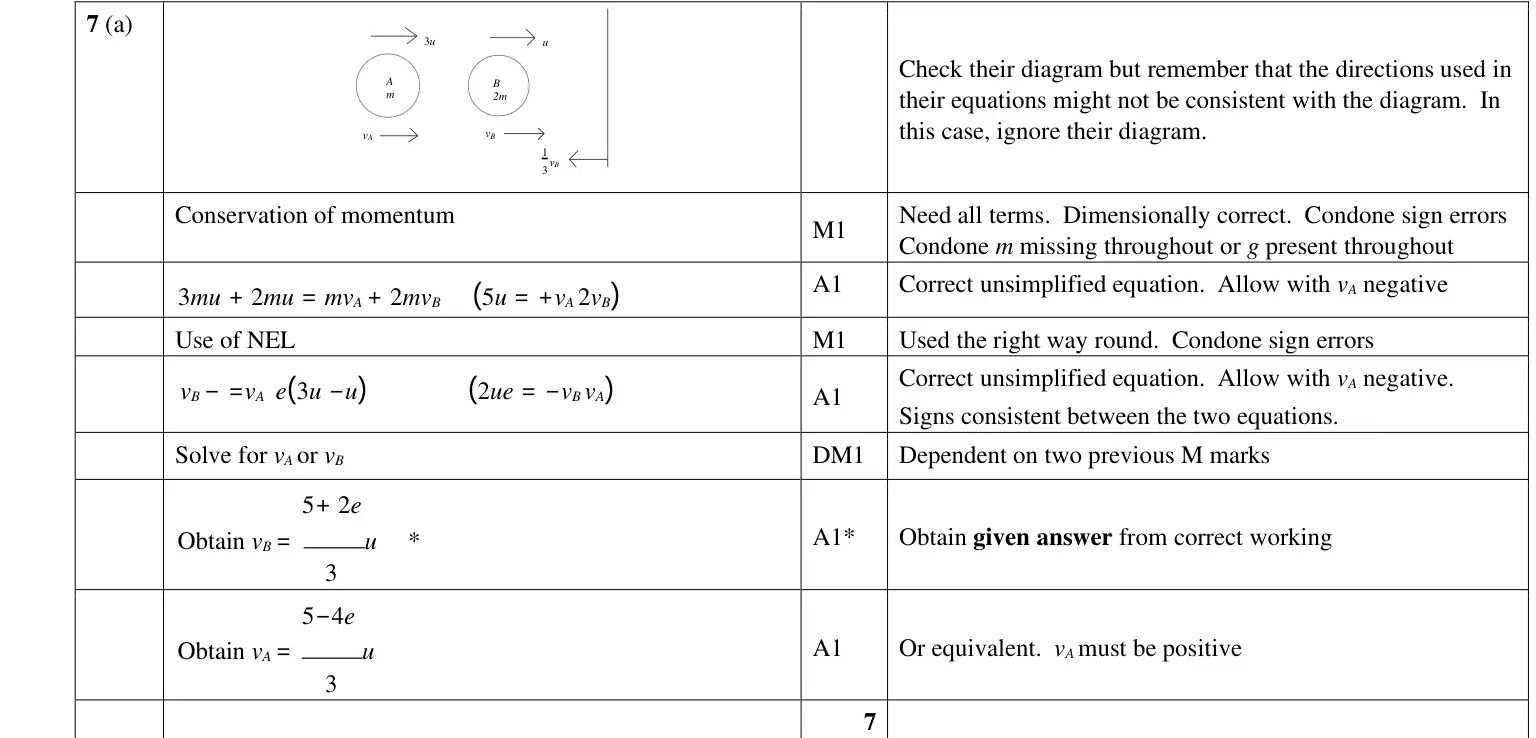 7 (a)
3u
u
A
m
B
2m
vA
vB
1
3 vB
Check their diagram but remember that the directions used in
their equations might not be consistent with the diagram. In
this case, ignore their diagram.
Conservation of momentum
M1
Need all terms. Dimensionally correct. Condone sign errors
Condone m missing throughout or g present throughout
3mu + 2mu = mvA + 2mvB (5u = +vA 2vB)
A1
Correct unsimplified equation. Allow with vA negative
Use of NEL
M1
Used the right way round. Condone sign errors
vB − =vA e(3u −u) (2ue = −vB vA)
A1
Correct unsimplified equation. Allow with vA negative.
Signs consistent between the two equations.
Solve for vA or vB
DM1
Dependent on two previous M marks
5+ 2e
Obtain vB = u *
3
A1*
Obtain given answer from correct working
5−4e
Obtain vA = u
3
A1
Or equivalent. vA must be positive
7